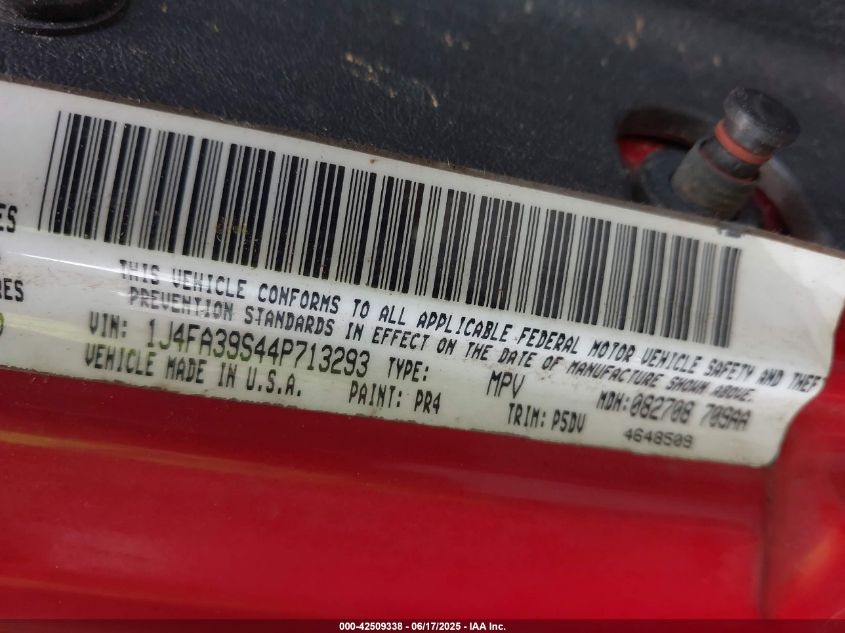 ES
RES
THIS VEHICLE CONFORMS TO ALL APPLICABLE FEDERAL MOTOR VEHICLE SAFETY AND THEF
PREVENTION STANDARDS IN EFFECT ON THE DATE OF MANUFACTURE SHOWN ABOVE.
VIN: 1J4FA39S44P713293 TYPE: MPV MDH:082708 709AA
VEHICLE MADE IN U.S.A. PAINT: PR4 TRIM: P5DV 4648509
000-42509338 - 06/17/2025 - IAA Inc.